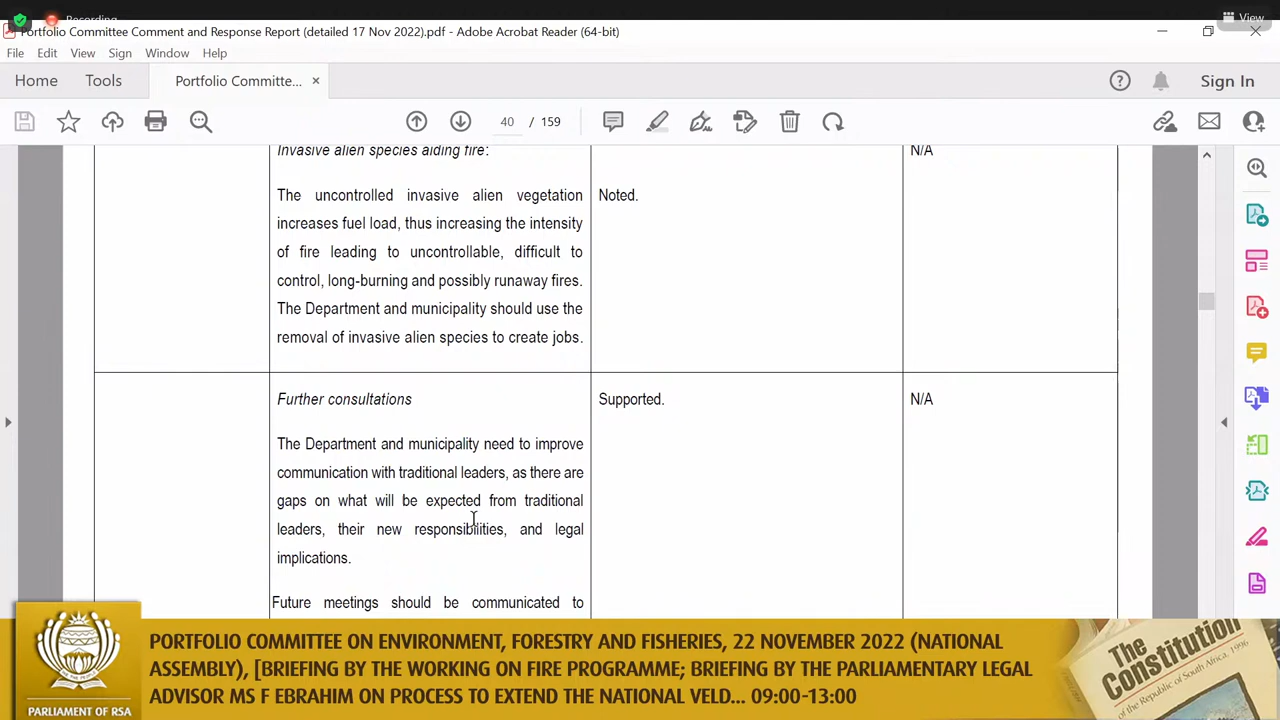 Recording
View
Portfolio Committee Comment and Response Report (detailed 17 Nov 2022).pdf - Adobe Acrobat Reader (64-bit)
File Edit View Sign Window Help
Home Tools Portfolio Committe... × Sign In
40 / 159
Invasive alien species aiding fire: N/A
The uncontrolled invasive alien vegetation Noted.
increases fuel load, thus increasing the intensity
of fire leading to uncontrollable, difficult to
control, long-burning and possibly runaway fires.
The Department and municipality should use the
removal of invasive alien species to create jobs.
Further consultations Supported. N/A
The Department and municipality need to improve
communication with traditional leaders, as there are
gaps on what will be expected from traditional
leaders, their new responsibilities, and legal
implications.
Future meetings should be communicated to
PORTFOLIO COMMITTEE ON ENVIRONMENT, FORESTRY AND FISHERIES, 22 NOVEMBER 2022 (NATIONAL
ASSEMBLY), [BRIEFING BY THE WORKING ON FIRE PROGRAMME; BRIEFING BY THE PARLIAMENTARY LEGAL
ADVISOR MS F EBRAHIM ON PROCESS TO EXTEND THE NATIONAL VELD... 09:00-13:00
PARLIAMENT OF RSA
The
Constitution
of the Republic of South Africa, 1996